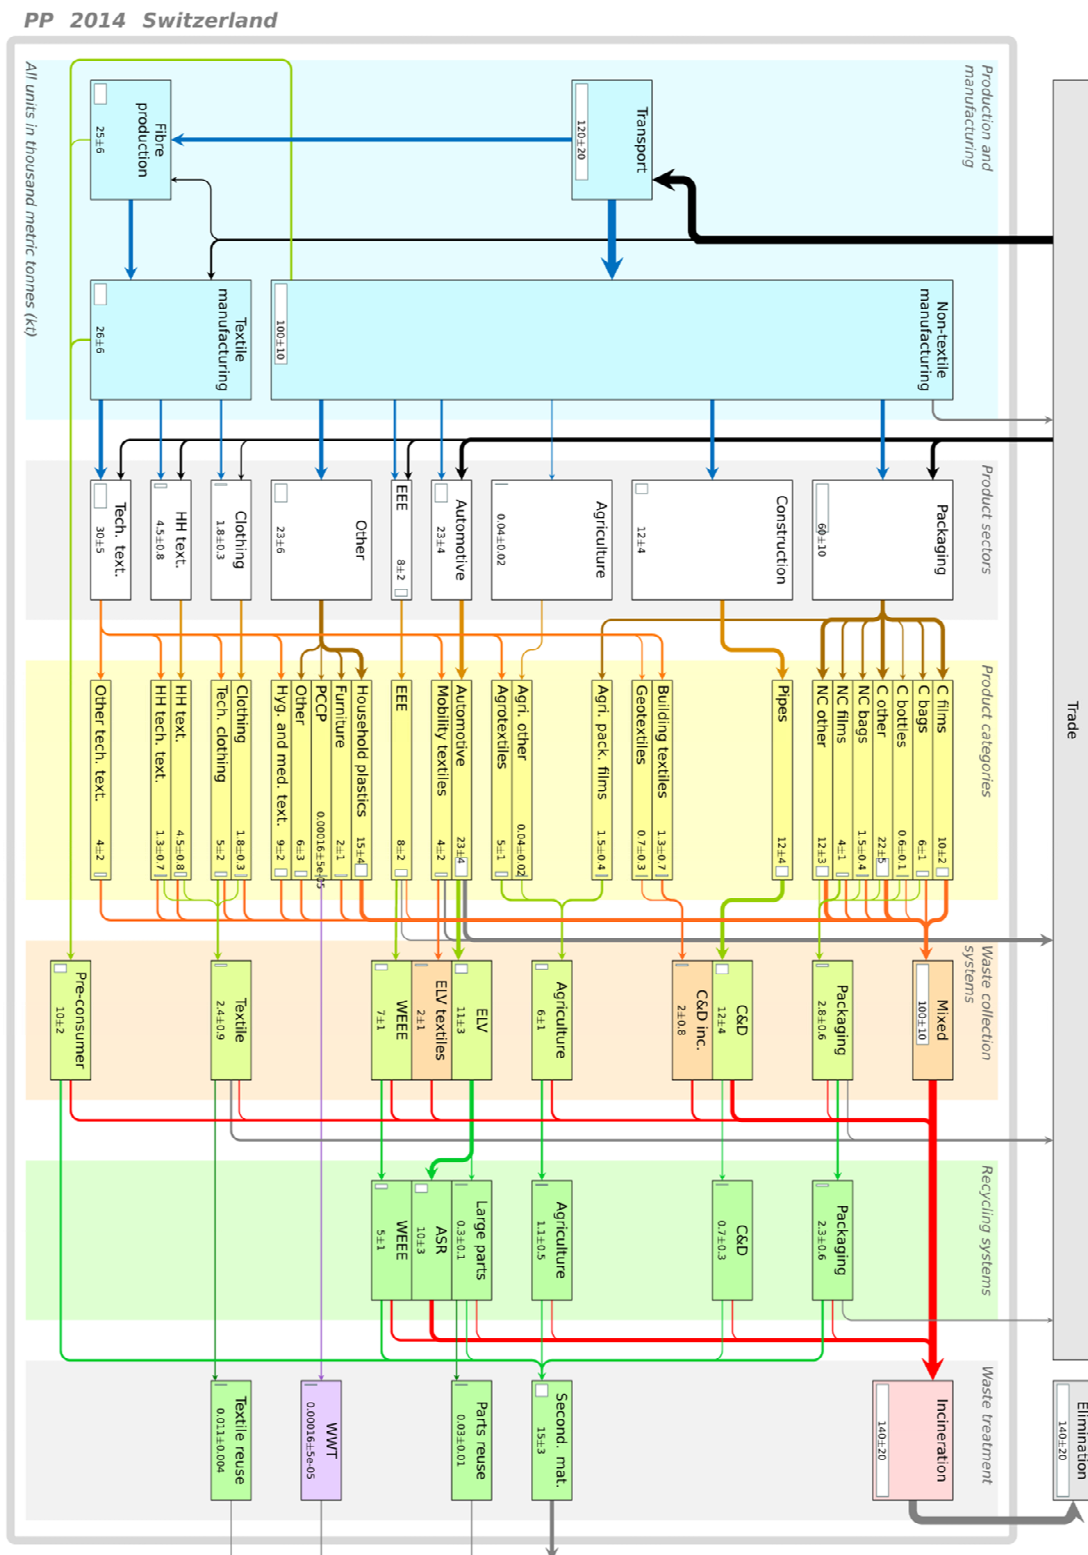 PP 2014 Switzerland
All units in thousand metric tonnes (kt)
Production and
manufacturing
Transport
120±20
Fibre
production
25±6
Non-textile
manufacturing
100±10
Textile
manufacturing
26±6
Trade
Product sectors
Packaging
60±10
Construction
12±4
Agriculture
0.04±0.02
Automotive
23±4
EEE
8±2
Other
23±6
Clothing
1.8±0.3
HH text.
4.5±0.8
Tech. text.
30±5
Product categories
C films
10±2
C bags
6±1
C bottles
0.6±0.1
C other
22±5
NC bags
1.5±0.4
NC films
4±1
NC other
12±3
Pipes
12±4
Building textiles
1.3±0.7
Geotextiles
0.7±0.3
Agri. pack. films
1.5±0.4
Agri. other
0.04±0.02
Agrotextiles
5±1
Automotive
23±4
Mobility textiles
4±2
EEE
8±2
Household plastics
15±4
Furniture
2±1
PCCP
0.00016±5e-05
Other
6±3
Hyg. and med. text.
9±2
Clothing
1.8±0.3
Tech. clothing
5±2
HH text.
4.5±0.8
HH tech. text.
1.3±0.7
Other tech. text.
4±2
Waste collection
systems
Mixed
100±10
Packaging
2.8±0.6
C&D
12±4
C&D inc.
2±0.8
Agriculture
6±1
ELV
11±3
ELV textiles
2±1
WEEE
7±1
Textile
2.4±0.9
Pre-consumer
10±2
Recycling systems
Packaging
2.3±0.6
C&D
0.7±0.3
Agriculture
1.1±0.5
Large parts
0.3±0.1
ASR
10±3
WEEE
5±1
Waste treatment
Incineration
140±20
Second. mat.
15±3
Parts reuse
0.03±0.01
WWT
0.00016±5e-05
Textile reuse
0.011±0.004
Elimination
140±20